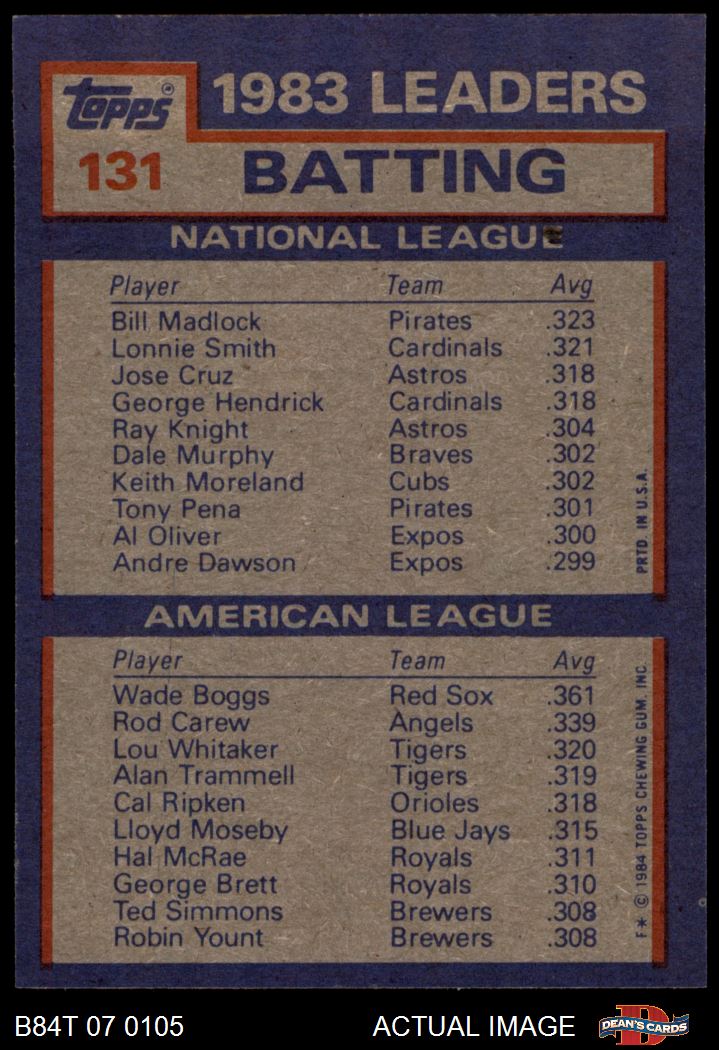 Topps® 1983 LEADERS
131 BATTING
NATIONAL LEAGUE
Player Team Avg
Bill Madlock Pirates .323
Lonnie Smith Cardinals .321
Jose Cruz Astros .318
George Hendrick Cardinals .318
Ray Knight Astros .304
Dale Murphy Braves .302
Keith Moreland Cubs .302
Tony Pena Pirates .301
Al Oliver Expos .300
Andre Dawson Expos .299
PRTD. IN U.S.A.
AMERICAN LEAGUE
Player Team Avg
Wade Boggs Red Sox .361
Rod Carew Angels .339
Lou Whitaker Tigers .320
Alan Trammell Tigers .319
Cal Ripken Orioles .318
Lloyd Moseby Blue Jays .315
Hal McRae Royals .311
George Brett Royals .310
Ted Simmons Brewers .308
Robin Yount Brewers .308
F* © 1984 TOPPS CHEWING GUM, INC.
B84T 07 0105 ACTUAL IMAGE D DEAN'S CARDS